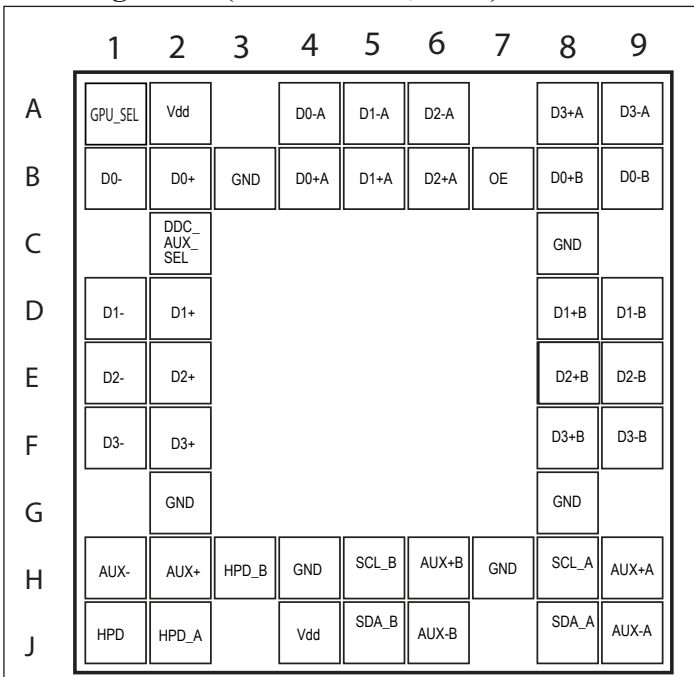 1 2 3 4 5 6 7 8 9
A GPU_SEL Vdd D0-A D1-A D2-A D3+A D3-A
B D0- D0+ GND D0+A D1+A D2+A OE D0+B D0-B
C DDC_ AUX_ SEL GND
D D1- D1+ D1+B D1-B
E D2- D2+ D2+B D2-B
F D3- D3+ D3+B D3-B
G GND GND
H AUX- AUX+ HPD_B GND SCL_B AUX+B GND SCL_A AUX+A
J HPD HPD_A Vdd SDA_B AUX-B SDA_A AUX-A